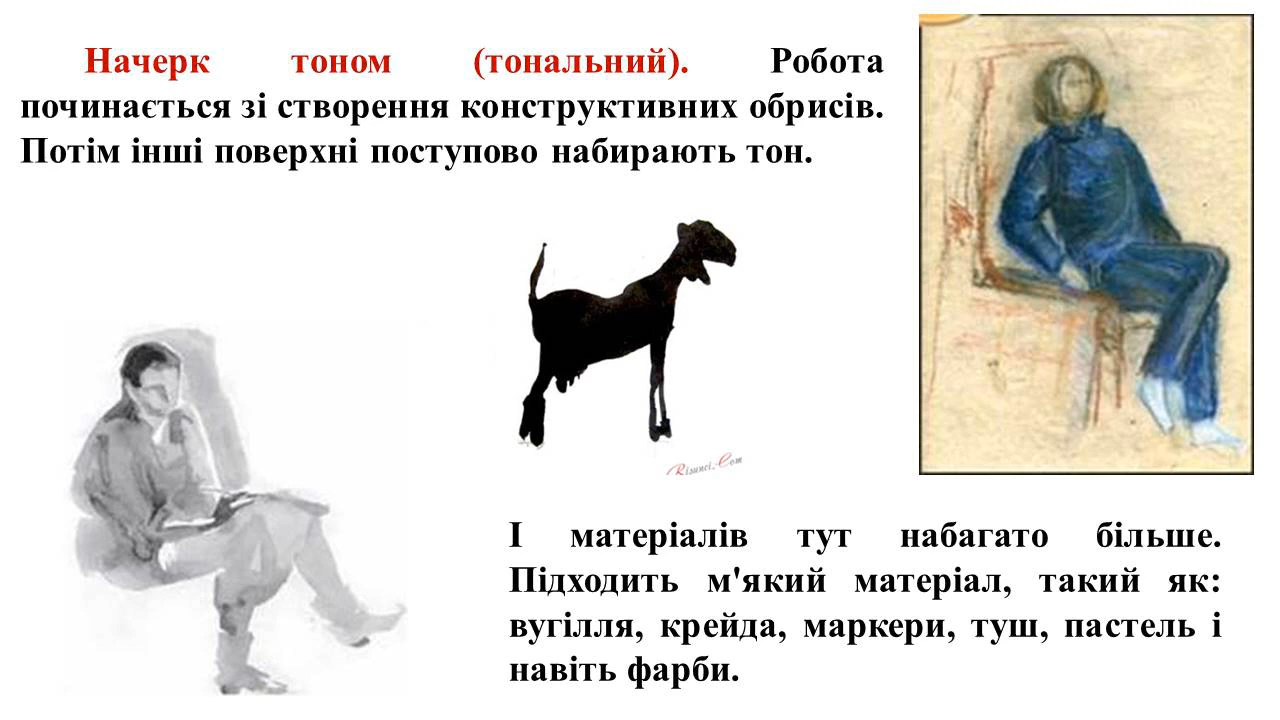 Начерк тоном (тональний). Робота
починається зі створення конструктивних обрисів.
Потім інші поверхні поступово набирають тон.
Risunci.Com
І матеріалів тут набагато більше.
Підходить м'який матеріал, такий як:
вугілля, крейда, маркери, туш, пастель і
навіть фарби.